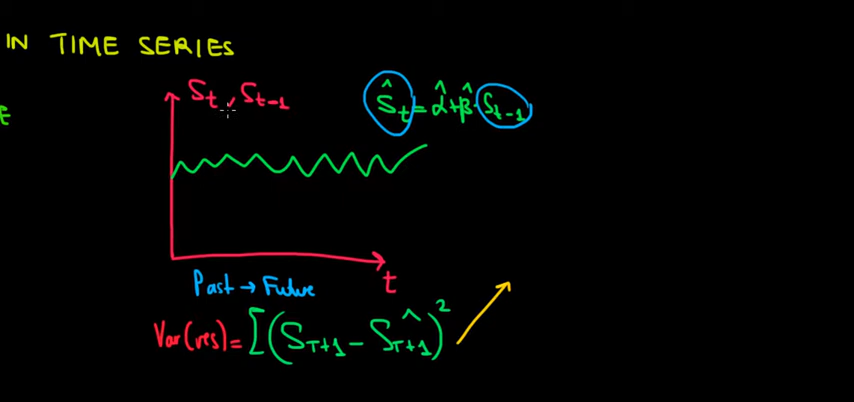 IN TIME SERIES
St, St-1
Ŝt = α̂ + β̂ · St-1
Past → Future
t
Var(res) = [(ST+1 - ŜT+1)²